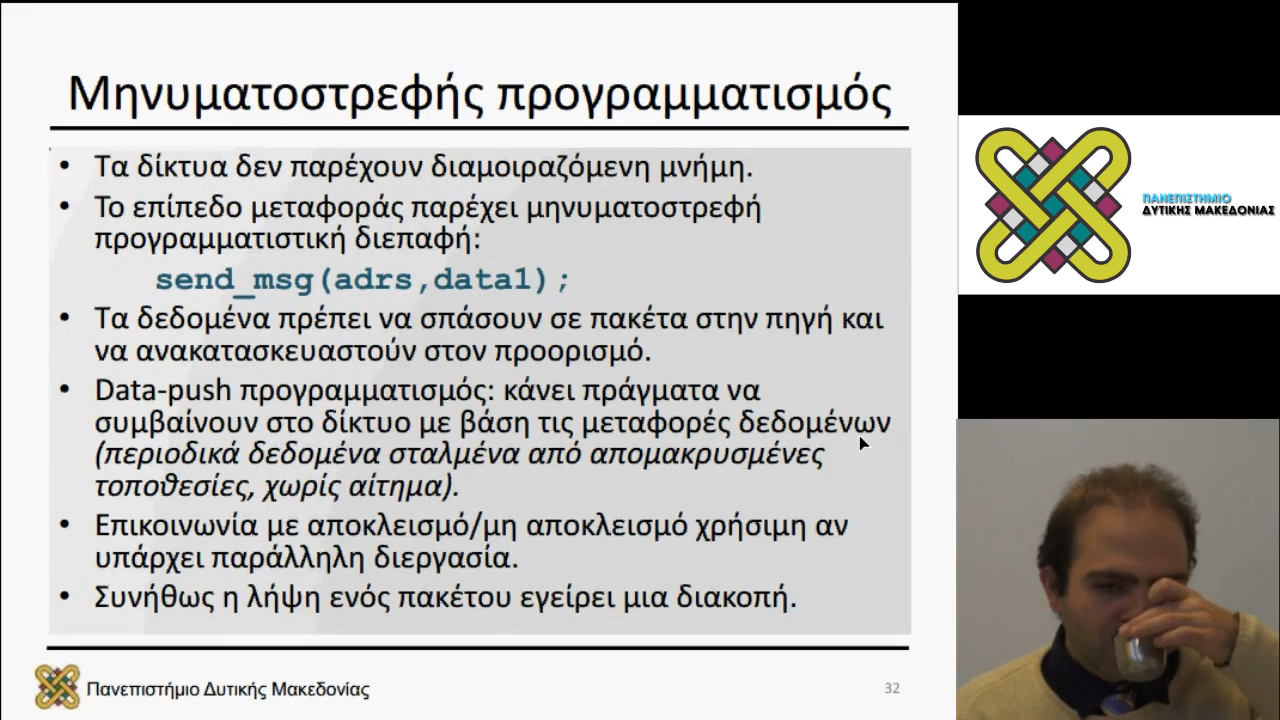 Μηνυματοστρεφής προγραμματισμός
• Τα δίκτυα δεν παρέχουν διαμοιραζόμενη μνήμη.
• Το επίπεδο μεταφοράς παρέχει μηνυματοστρεφή
προγραμματιστική διεπαφή:
send_msg(adrs,data1);
• Τα δεδομένα πρέπει να σπάσουν σε πακέτα στην πηγή και
να ανακατασκευαστούν στον προορισμό.
• Data-push προγραμματισμός: κάνει πράγματα να
συμβαίνουν στο δίκτυο με βάση τις μεταφορές δεδομένων
(περιοδικά δεδομένα σταλμένα από απομακρυσμένες
τοποθεσίες, χωρίς αίτημα).
• Επικοινωνία με αποκλεισμό/μη αποκλεισμό χρήσιμη αν
υπάρχει παράλληλη διεργασία.
• Συνήθως η λήψη ενός πακέτου εγείρει μια διακοπή.
Πανεπιστήμιο Δυτικής Μακεδονίας
32
ΠΑΝΕΠΙΣΤΗΜΙΟ
ΔΥΤΙΚΗΣ ΜΑΚΕΔΟΝΙΑΣ